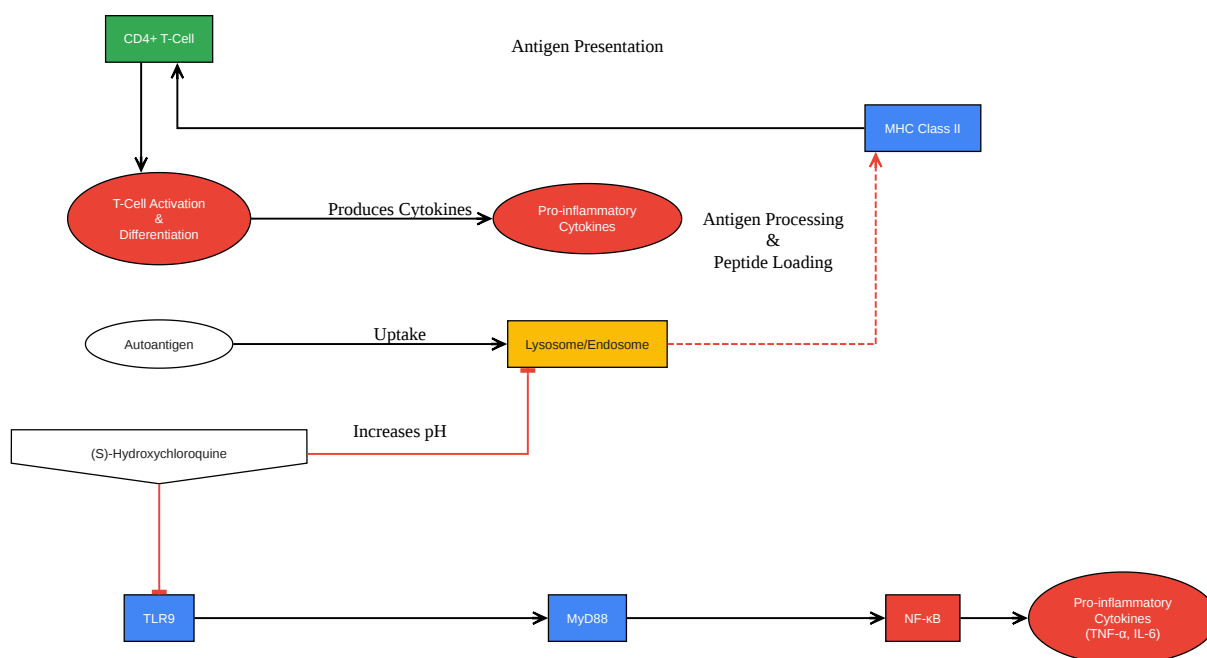 CD4+ T-Cell
Antigen Presentation
MHC Class II
T-Cell Activation
&
Differentiation
Produces Cytokines
Pro-inflammatory
Cytokines
Antigen Processing
&
Peptide Loading
Autoantigen
Uptake
Lysosome/Endosome
Increases pH
(S)-Hydroxychloroquine
TLR9
MyD88
NF-κB
Pro-inflammatory
Cytokines
(TNF-α, IL-6)